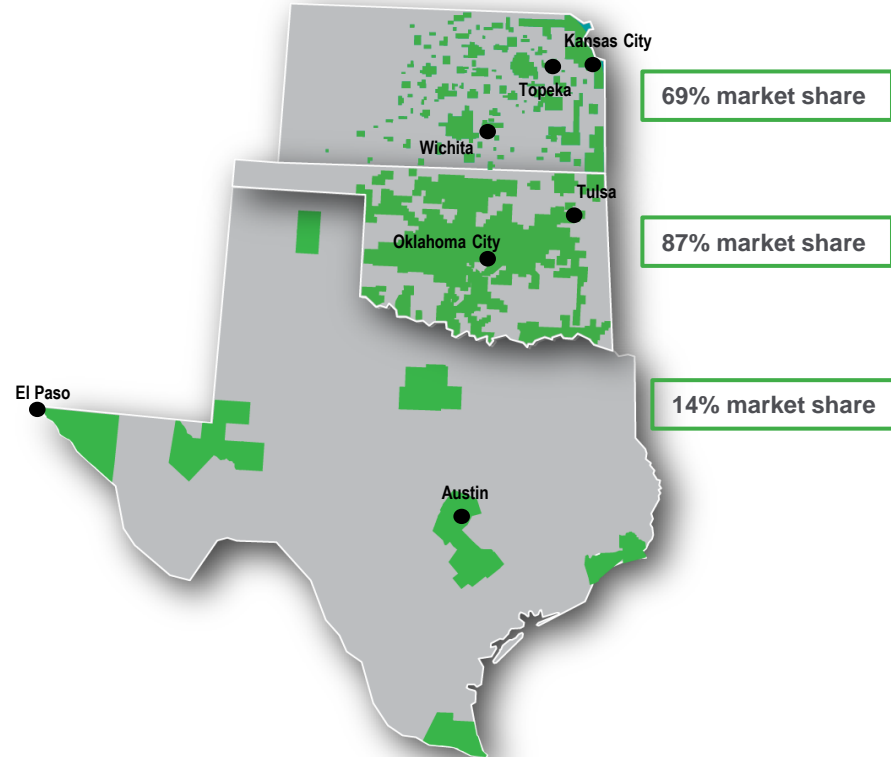 Kansas City
Topeka
69% market share
Wichita
Tulsa
Oklahoma City
87% market share
El Paso
14% market share
Austin